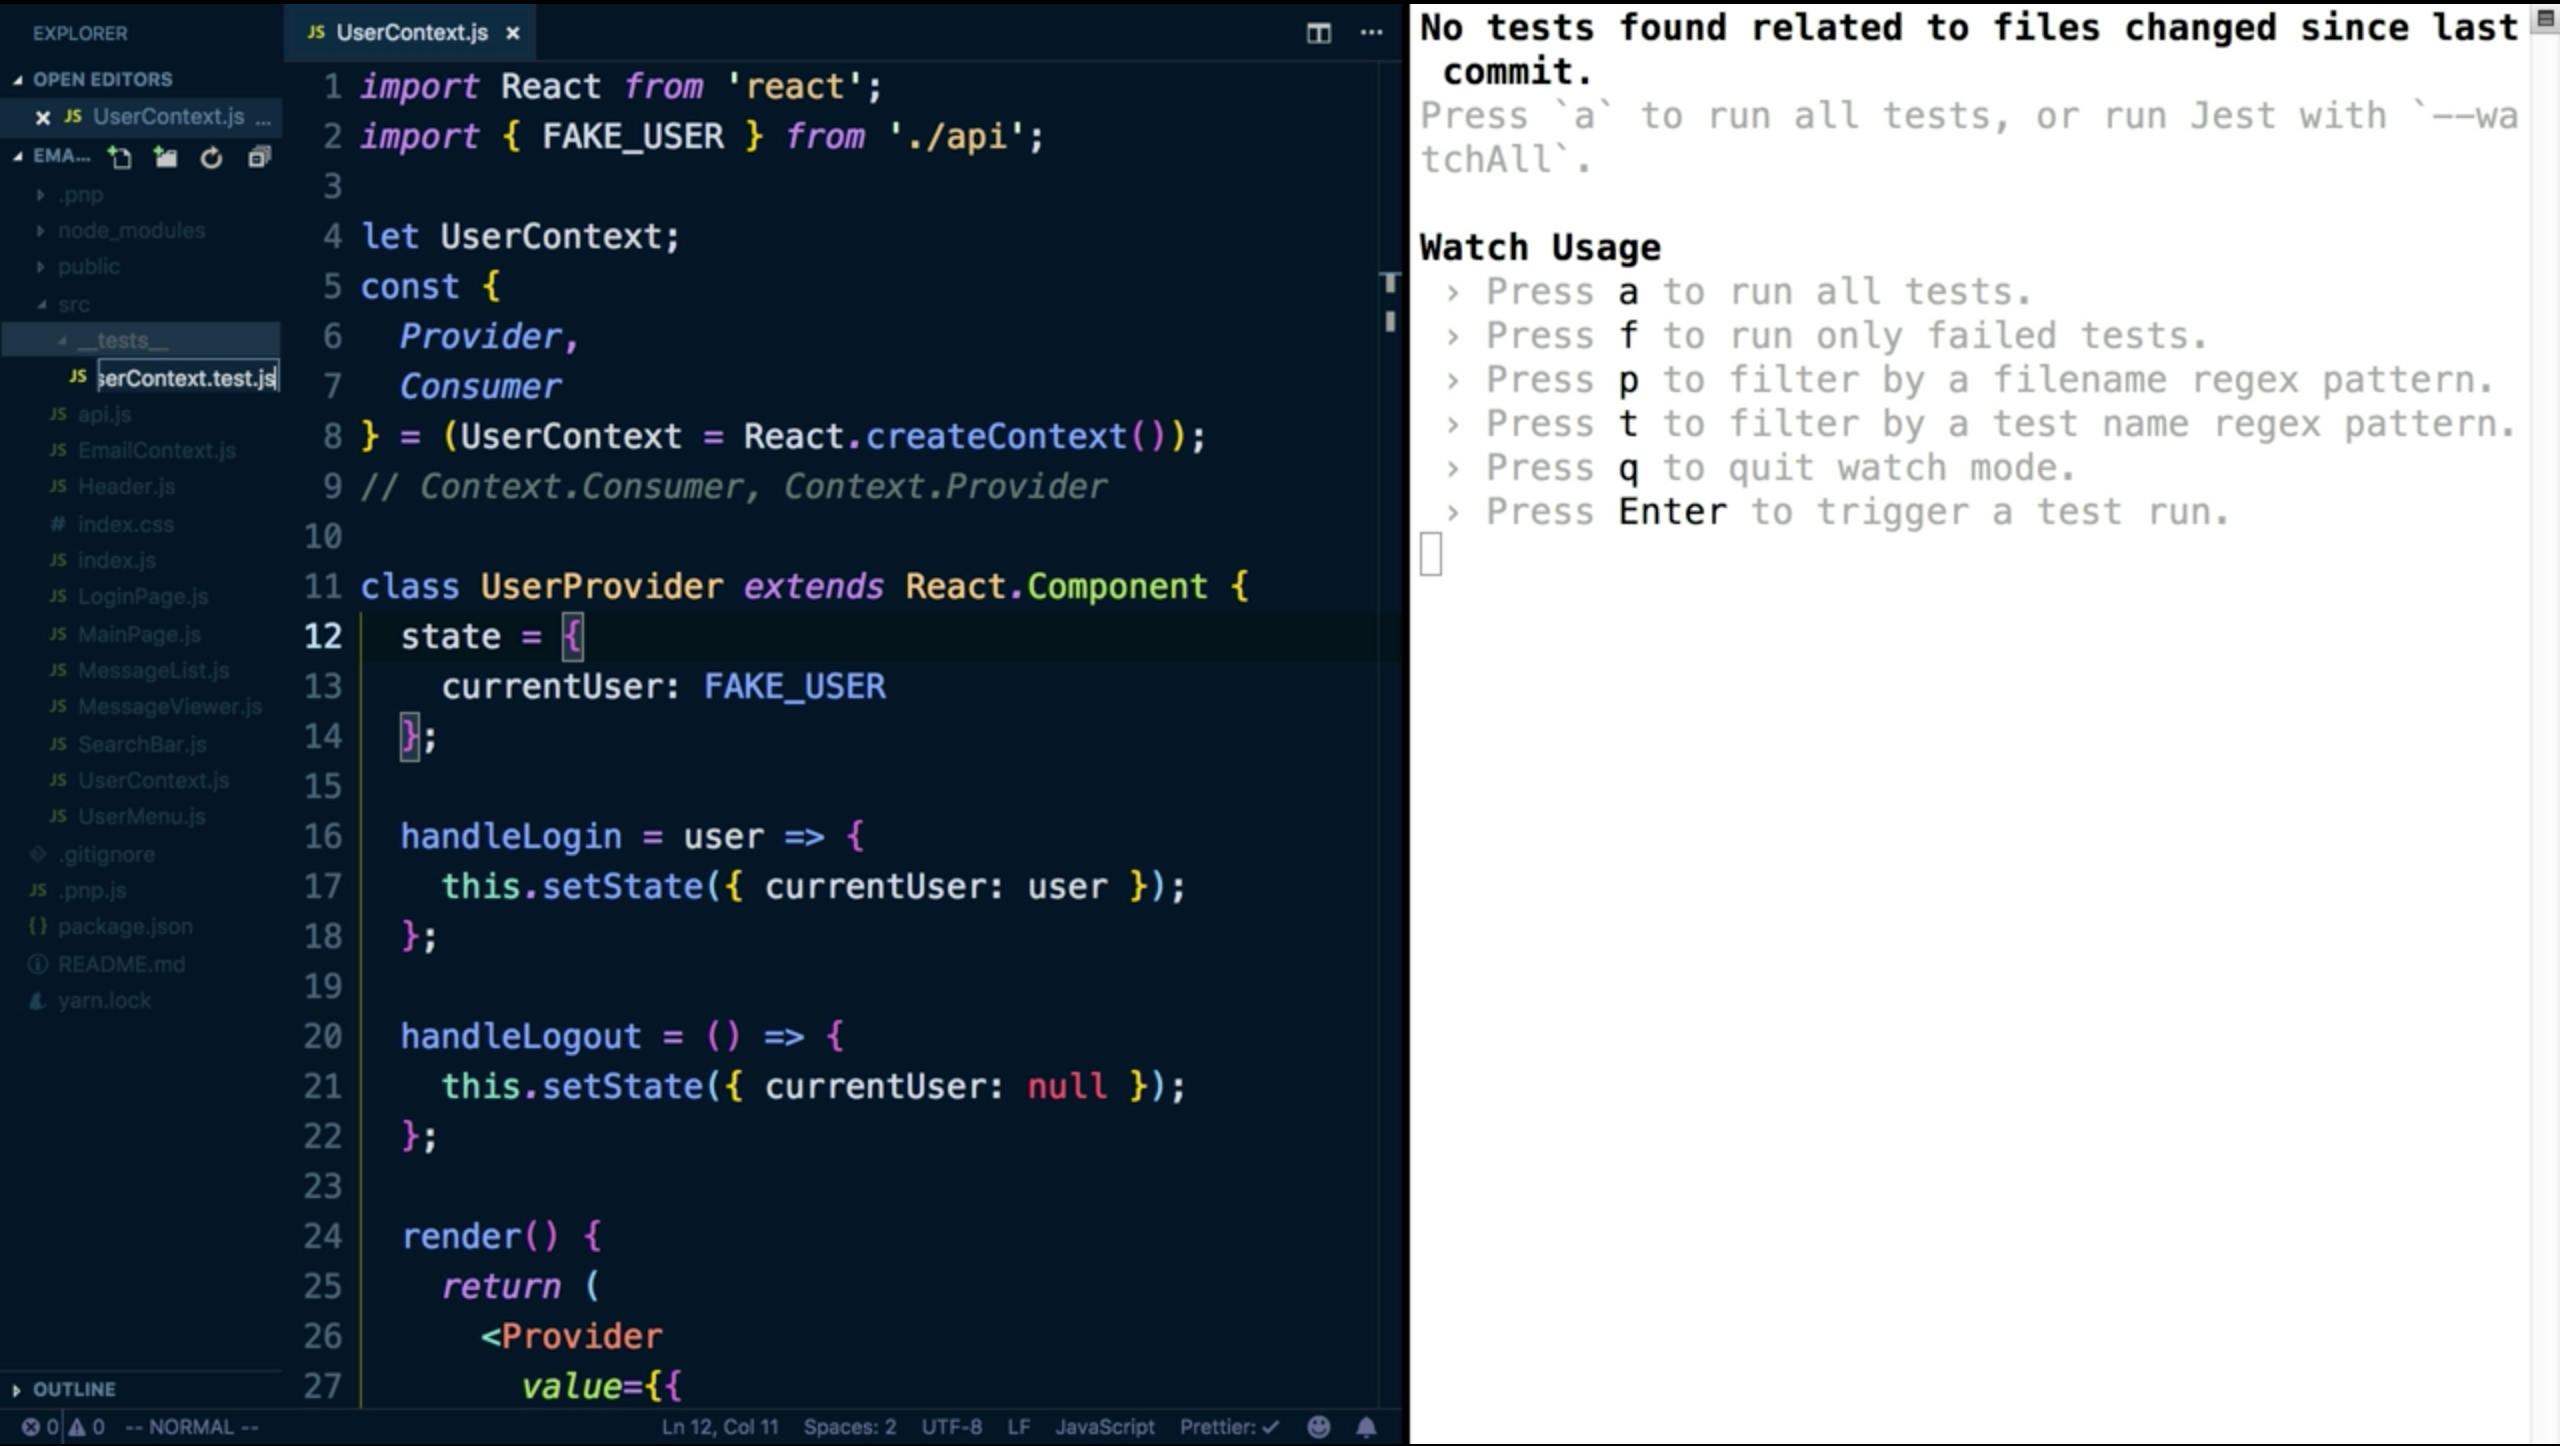 EXPLORER
OPEN EDITORS
JS UserContext.js ...
EMA...
.pnp
node_modules
public
src
__tests__
JS serContext.test.js
JS api.js
JS EmailContext.js
JS Header.js
# index.css
JS index.js
JS LoginPage.js
JS MainPage.js
JS MessageList.js
JS MessageViewer.js
JS SearchBar.js
JS UserContext.js
JS UserMenu.js
.gitignore
JS .pnp.js
{} package.json
README.md
yarn.lock
OUTLINE
JS UserContext.js ×
1 import React from 'react';
2 import { FAKE_USER } from './api';
3
4 let UserContext;
5 const {
6 Provider,
7 Consumer
8 } = (UserContext = React.createContext());
9 // Context.Consumer, Context.Provider
10
11 class UserProvider extends React.Component {
12 state = {
13 currentUser: FAKE_USER
14 };
15
16 handleLogin = user => {
17 this.setState({ currentUser: user });
18 };
19
20 handleLogout = () => {
21 this.setState({ currentUser: null });
22 };
23
24 render() {
25 return (
26 <Provider
27 value={{
0 0 -- NORMAL -- Ln 12, Col 11 Spaces: 2 UTF-8 LF JavaScript Prettier: ✓
No tests found related to files changed since last
commit.
Press `a` to run all tests, or run Jest with `--wa
tchAll`.
Watch Usage
› Press a to run all tests.
› Press f to run only failed tests.
› Press p to filter by a filename regex pattern.
› Press t to filter by a test name regex pattern.
› Press q to quit watch mode.
› Press Enter to trigger a test run.